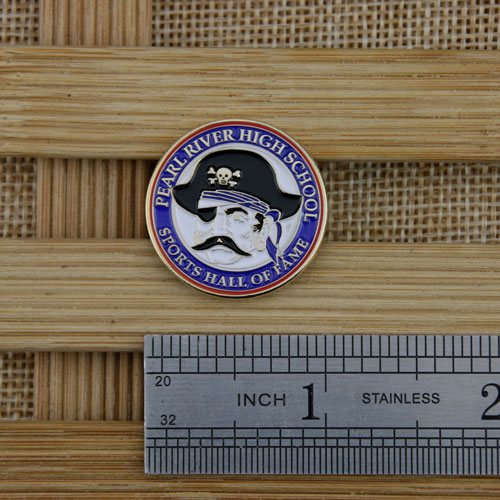 PEARL RIVER HIGH SCHOOL
SPORTS HALL OF FAME
20
INCH 1 STAINLESS 2
32